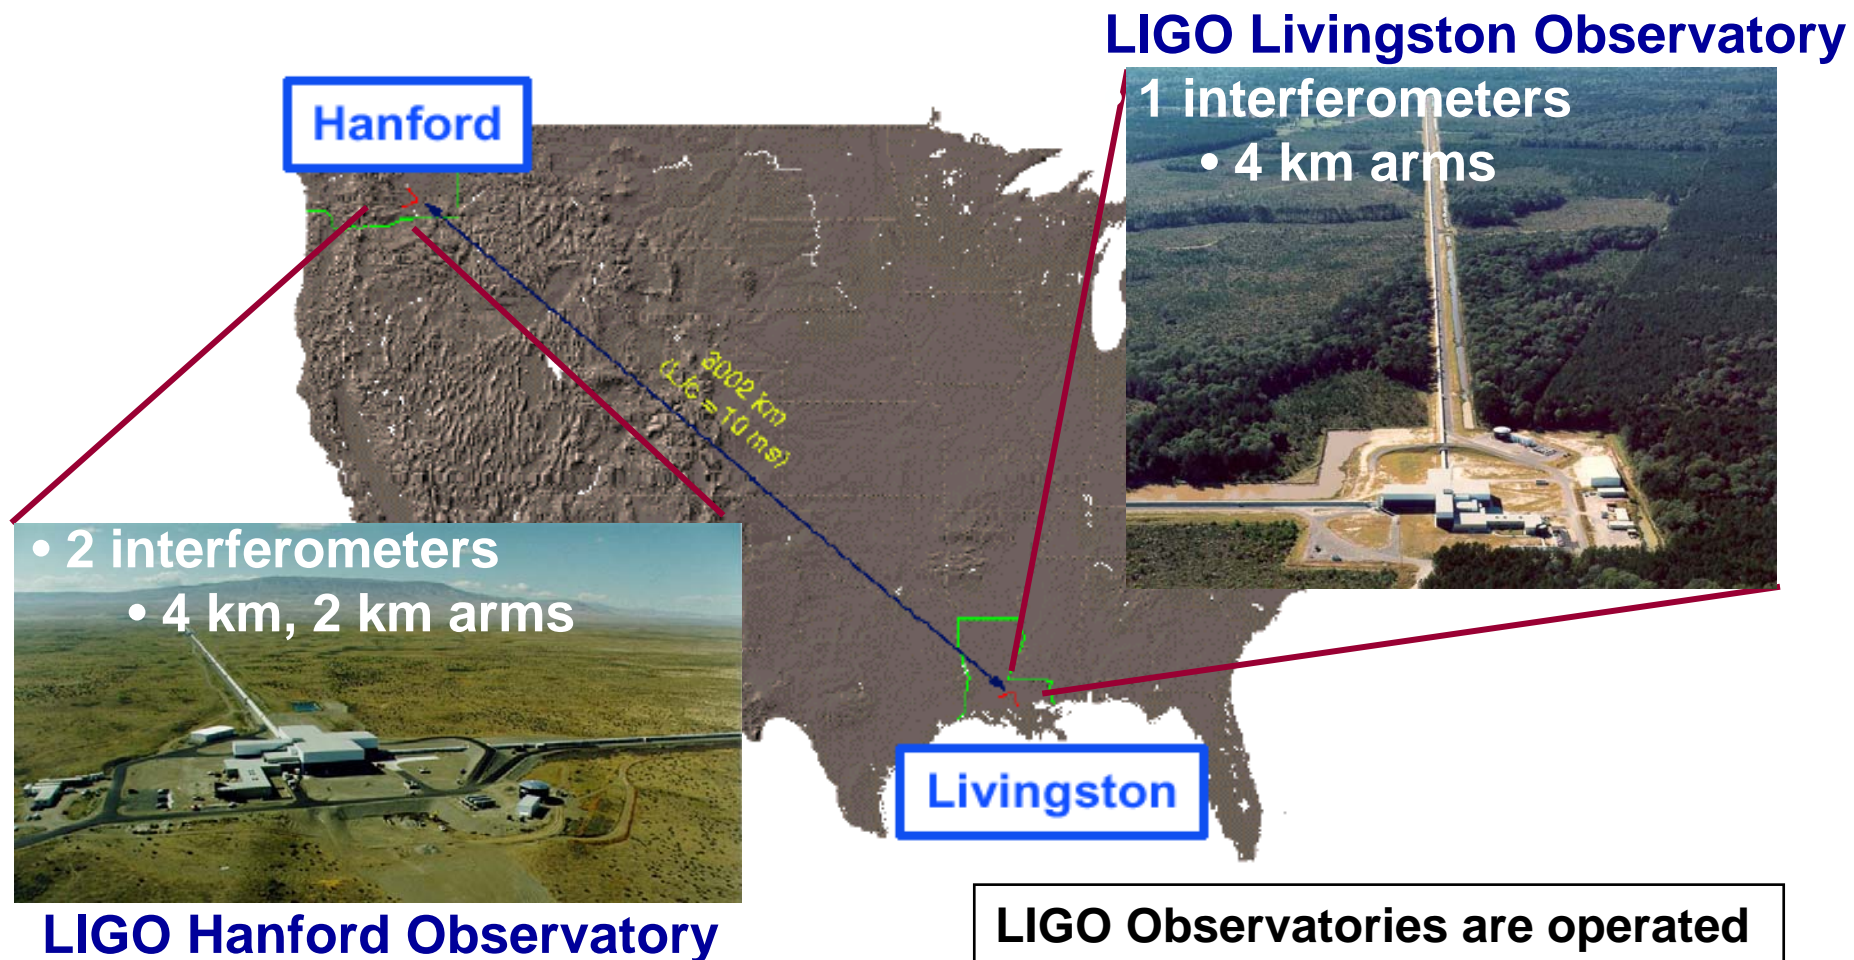 LIGO Livingston Observatory
1 interferometers
• 4 km arms
Hanford
3002 km
(L/c = 10 ms)
• 2 interferometers
• 4 km, 2 km arms
Livingston
LIGO Hanford Observatory
LIGO Observatories are operated